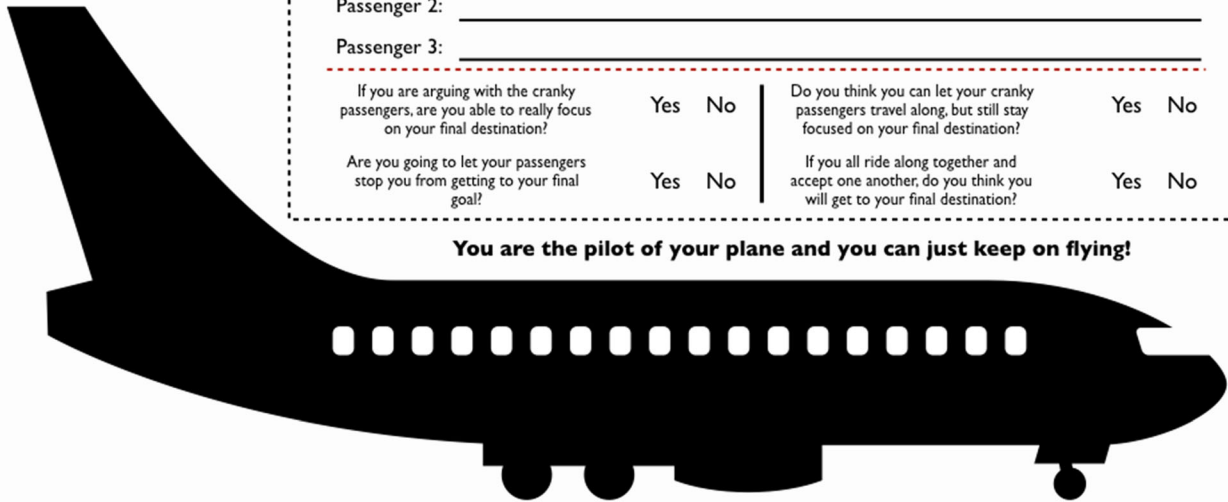 Passenger 2:
Passenger 3:
If you are arguing with the cranky
passengers, are you able to really focus
on your final destination?
Yes No
Are you going to let your passengers
stop you from getting to your final
goal?
Yes No
Do you think you can let your cranky
passengers travel along, but still stay
focused on your final destination?
Yes No
If you all ride along together and
accept one another, do you think you
will get to your final destination?
Yes No
You are the pilot of your plane and you can just keep on flying!